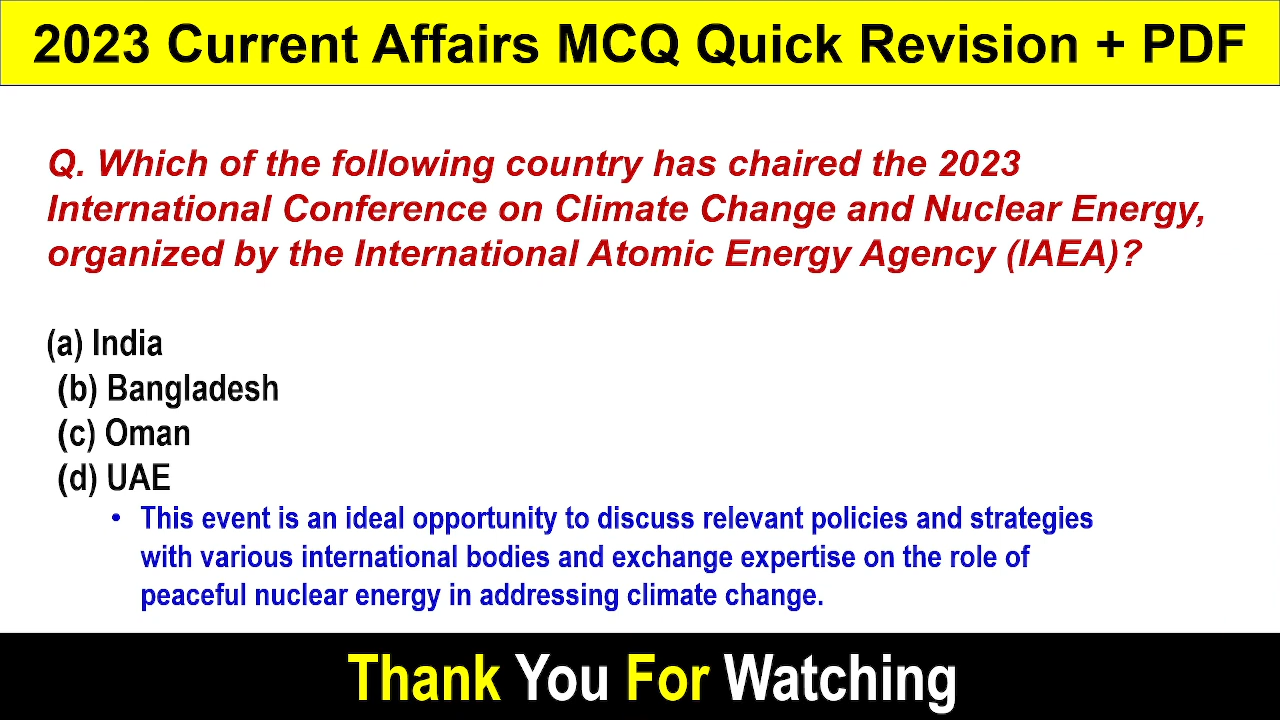 2023 Current Affairs MCQ Quick Revision + PDF
Q. Which of the following country has chaired the 2023
International Conference on Climate Change and Nuclear Energy,
organized by the International Atomic Energy Agency (IAEA)?
(a) India
(b) Bangladesh
(c) Oman
(d) UAE
• This event is an ideal opportunity to discuss relevant policies and strategies
with various international bodies and exchange expertise on the role of
peaceful nuclear energy in addressing climate change.
Thank You For Watching